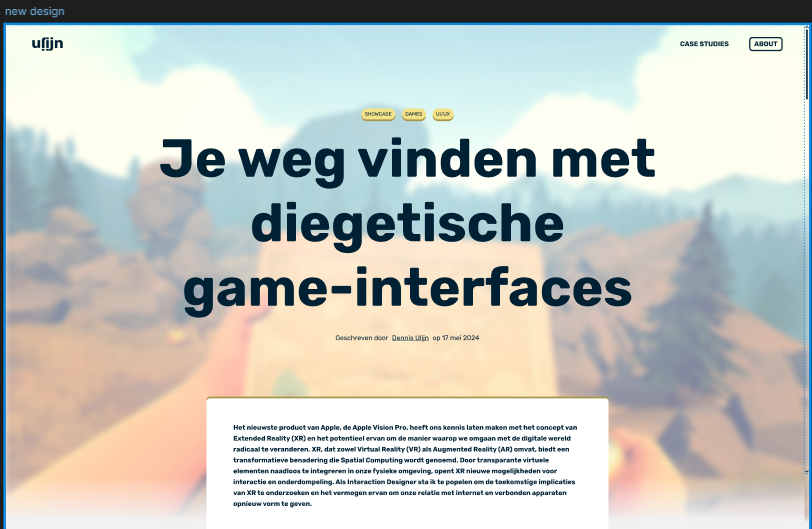 new design
ulijn
CASE STUDIES
ABOUT
SHOWCASE
GAMES
UI/UX
Je weg vinden met
diegetische
game-interfaces
Geschreven door Dennis Ulijn op 17 mei 2024
Het nieuwste product van Apple, de Apple Vision Pro, heeft ons kennis laten maken met het concept van
Extended Reality (XR) en het potentieel ervan om de manier waarop we omgaan met de digitale wereld
radicaal te veranderen. XR, dat zowel Virtual Reality (VR) als Augmented Reality (AR) omvat, biedt een
transformatieve benadering die Spatial Computing wordt genoemd. Door transparante virtuele
elementen naadloos te integreren in onze fysieke omgeving, opent XR nieuwe mogelijkheden voor
interactie en onderdompeling. Als Interaction Designer sta ik te popelen om de toekomstige implicaties
van XR te onderzoeken en het vermogen ervan om onze relatie met internet en verbonden apparaten
opnieuw vorm te geven.